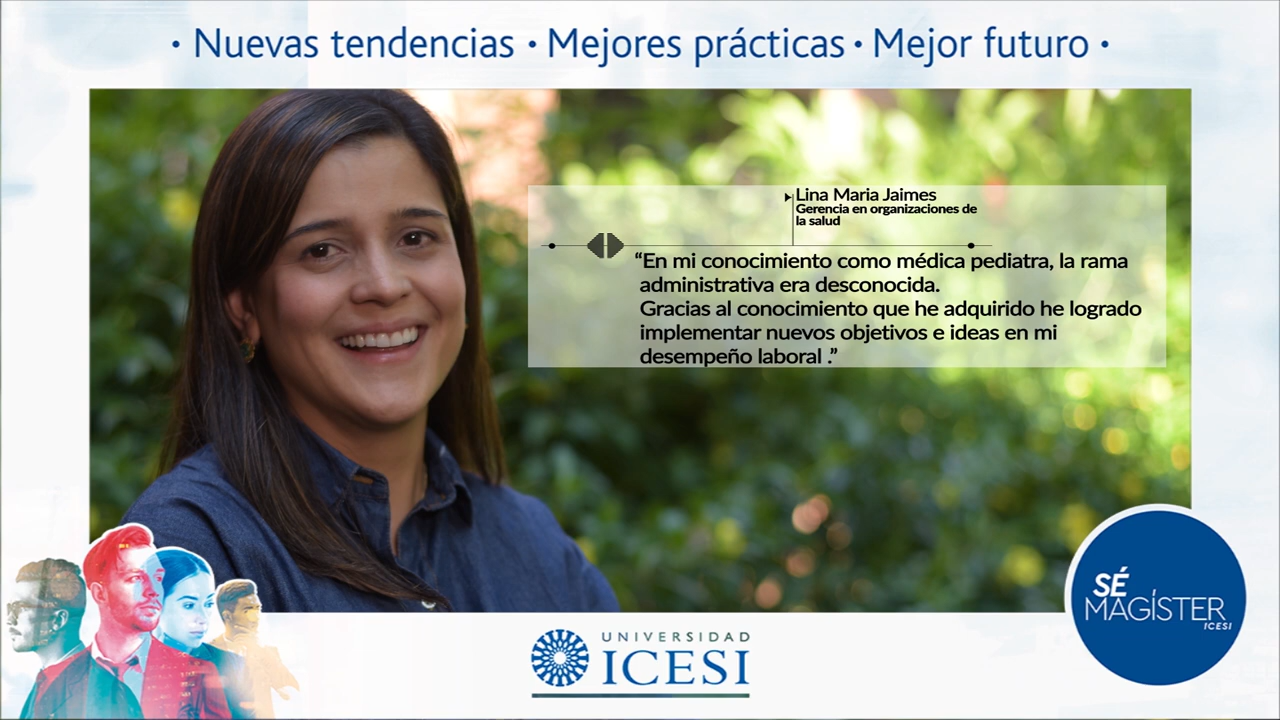 · Nuevas tendencias · Mejores prácticas · Mejor futuro ·
Lina Maria Jaimes
Gerencia en organizaciones de
la salud
“En mi conocimiento como médica pediatra, la rama
administrativa era desconocida.
Gracias al conocimiento que he adquirido he logrado
implementar nuevos objetivos e ideas en mi
desempeño laboral .”
SÉ
MAGÍSTER
ICESI
UNIVERSIDAD
ICESI